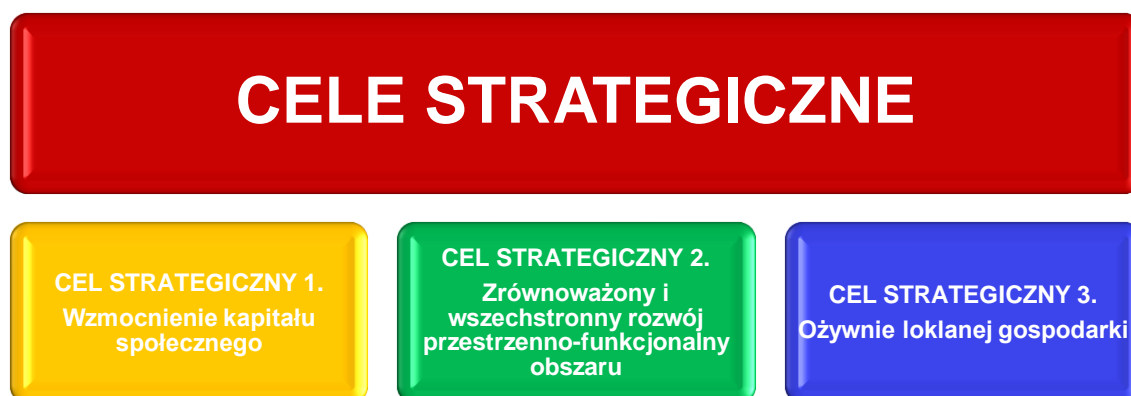 CELE STRATEGICZNE
CEL STRATEGICZNY 1.
Wzmocnienie kapitału
społecznego
CEL STRATEGICZNY 2.
Zrównoważony i
wszechstronny rozwój
przestrzenno-funkcjonalny
obszaru
CEL STRATEGICZNY 3.
Ożywnie loklanej gospodarki